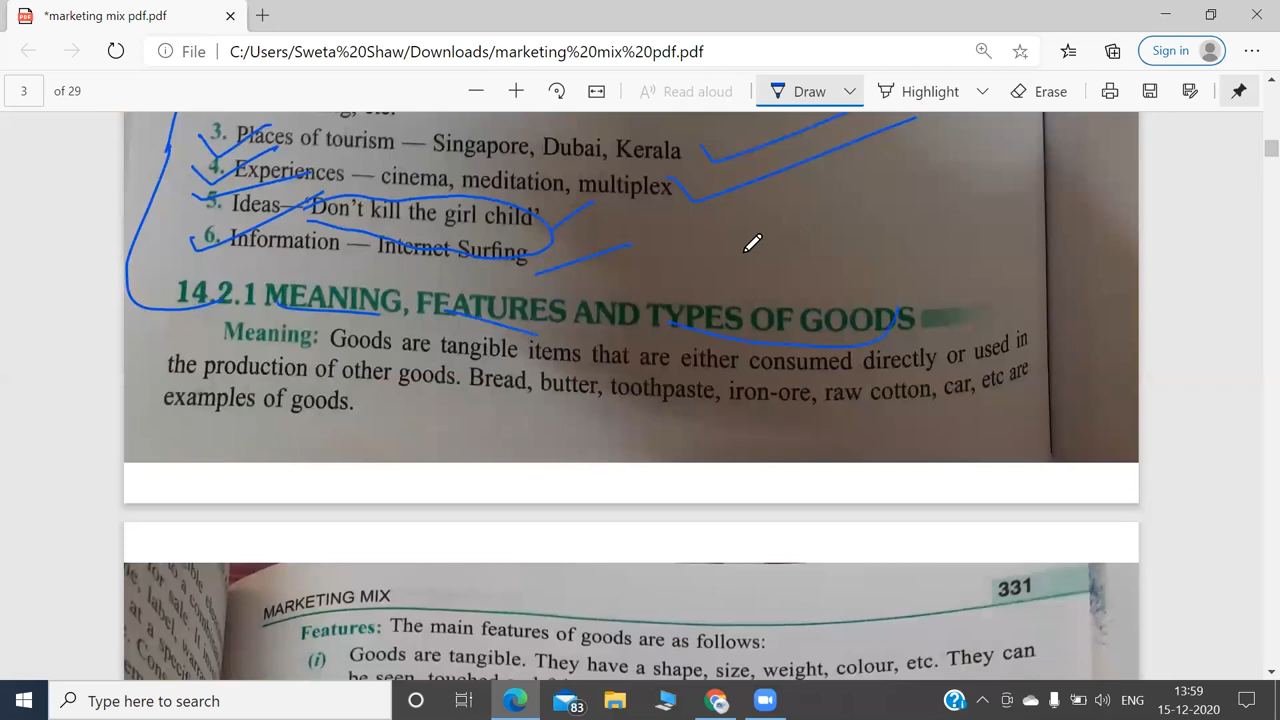 *marketing mix pdf.pdf
File C:/Users/Sweta%20Shaw/Downloads/marketing%20mix%20pdf.pdf
Sign in
3 of 29
Read aloud
Draw
Highlight
Erase
3. Places of tourism — Singapore, Dubai, Kerala
4. Experiences — cinema, meditation, multiplex
5. Ideas—'Don't kill the girl child'
6. Information — Internet Surfing
14.2.1 MEANING, FEATURES AND TYPES OF GOODS
Meaning: Goods are tangible items that are either consumed directly or used in
the production of other goods. Bread, butter, toothpaste, iron-ore, raw cotton, car, etc are
examples of goods.
MARKETING MIX 331
Features: The main features of goods are as follows:
(i) Goods are tangible. They have a shape, size, weight, colour, etc. They can
be seen, touched
Type here to search
83
ENG
13:59
15-12-2020